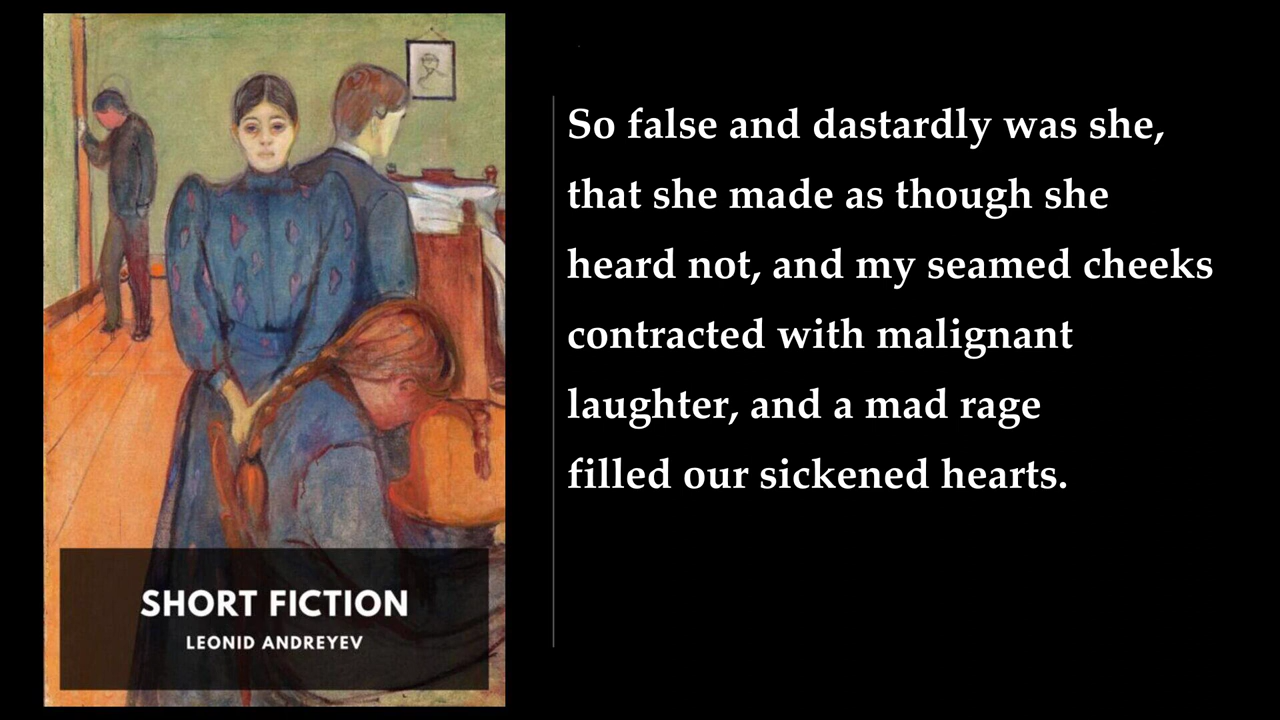 SHORT FICTION
LEONID ANDREYEV
So false and dastardly was she,
that she made as though she
heard not, and my seamed cheeks
contracted with malignant
laughter, and a mad rage
filled our sickened hearts.